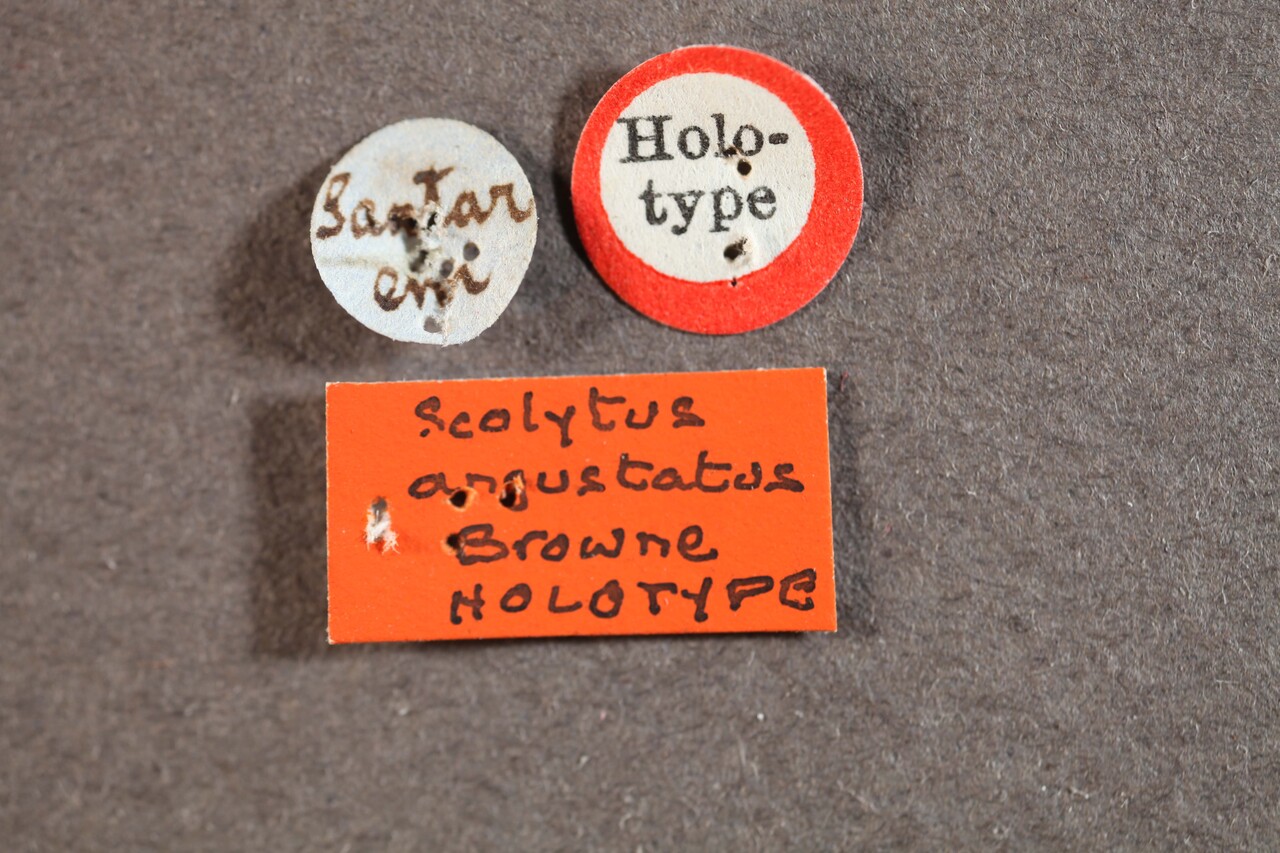 Santar
em
Holo-
type
Scolytus
angustatus
Browne
HOLOTYPE